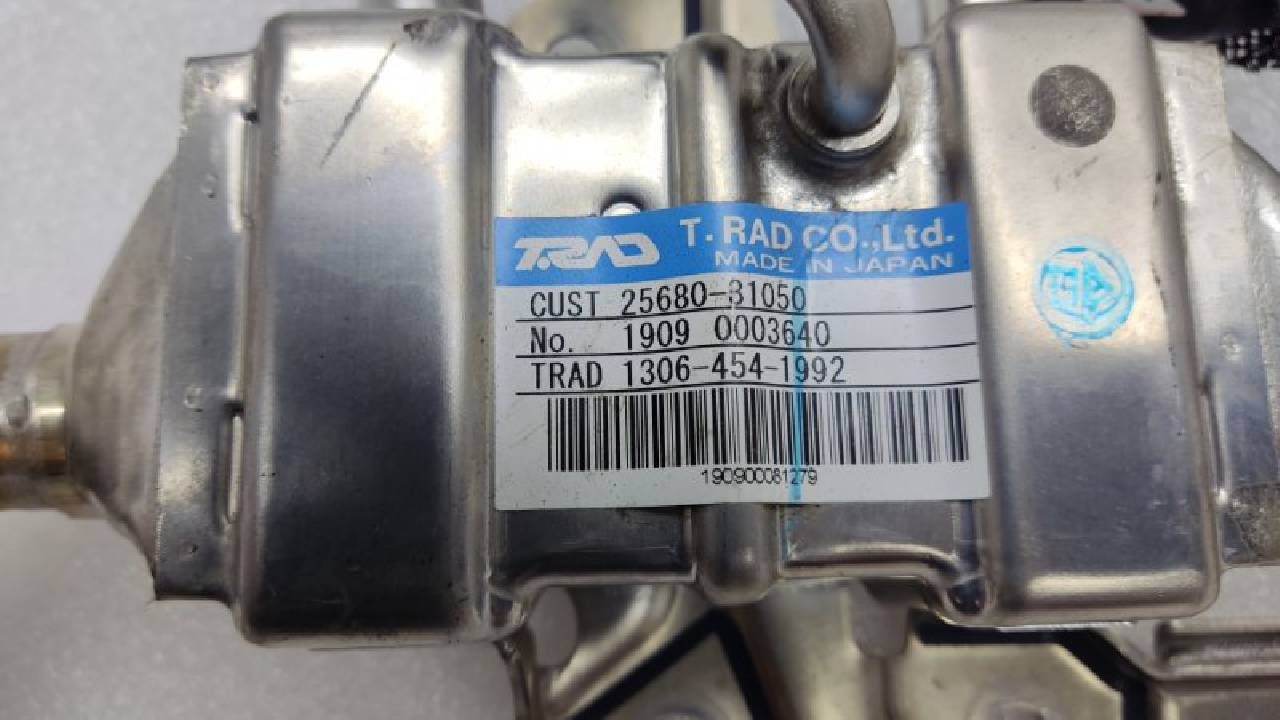 T.RAD T. RAD CO.,Ltd.
MADE IN JAPAN
CUST 25680-31050
No. 1909 0003640
TRAD 1306-454-1992
190900081279